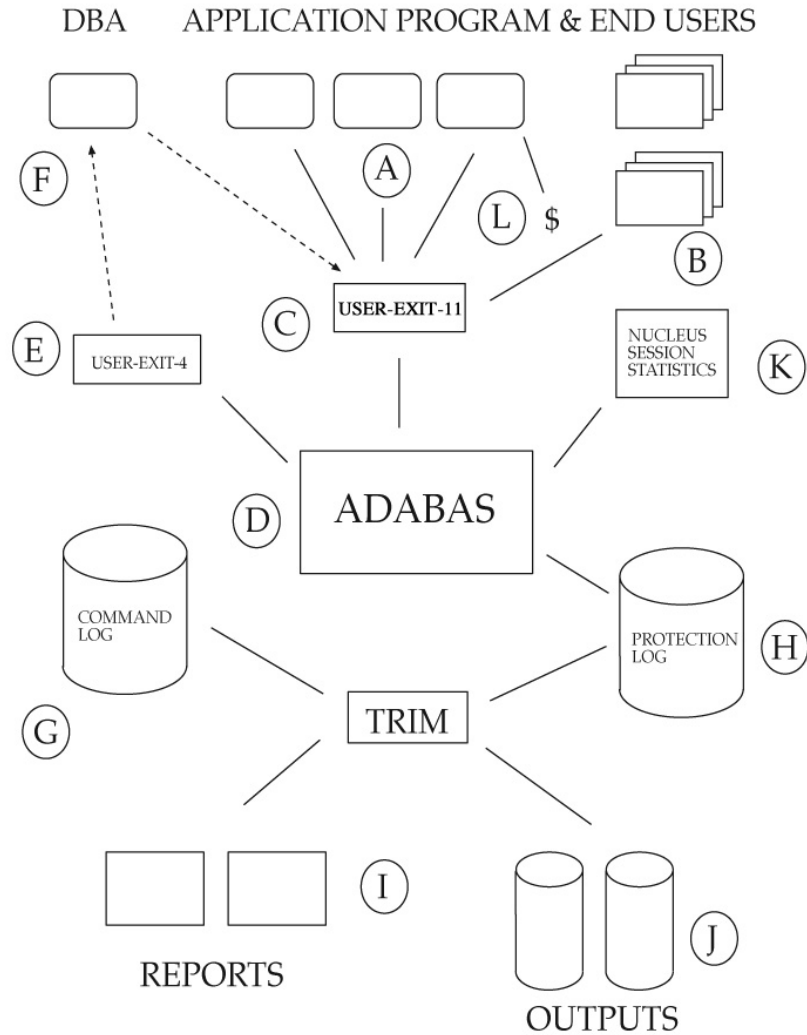 DBA APPLICATION PROGRAM & END USERS
A
F
L $
B
USER-EXIT-11
C
E
USER-EXIT-4
NUCLEUS
SESSION
STATISTICS
K
ADABAS
D
COMMAND
LOG
PROTECTION
LOG
H
G
TRIM
I
J
REPORTS
OUTPUTS